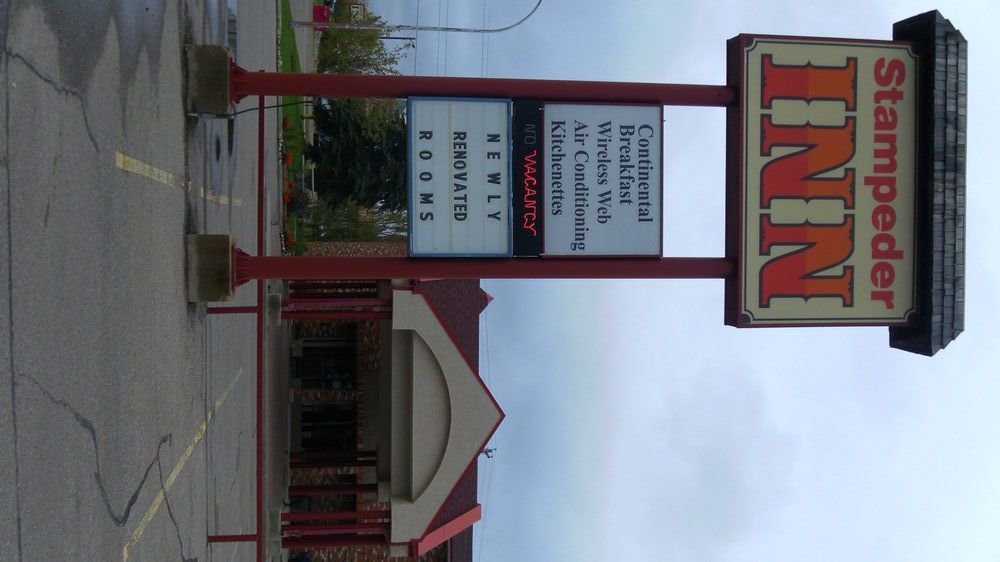 Stampeder
INN
Continental
Breakfast
Wireless Web
Air Conditioning
Kitchenettes
NO VACANCY
NEWLY
RENOVATED
ROOMS